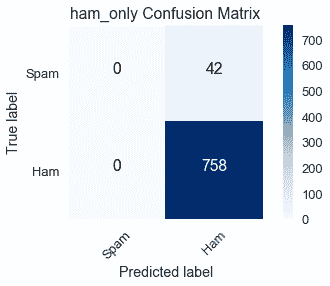 ham_only Confusion Matrix
True label
Spam
0
42
Ham
0
758
Spam
Ham
Predicted label
700
600
500
400
300
200
100
0